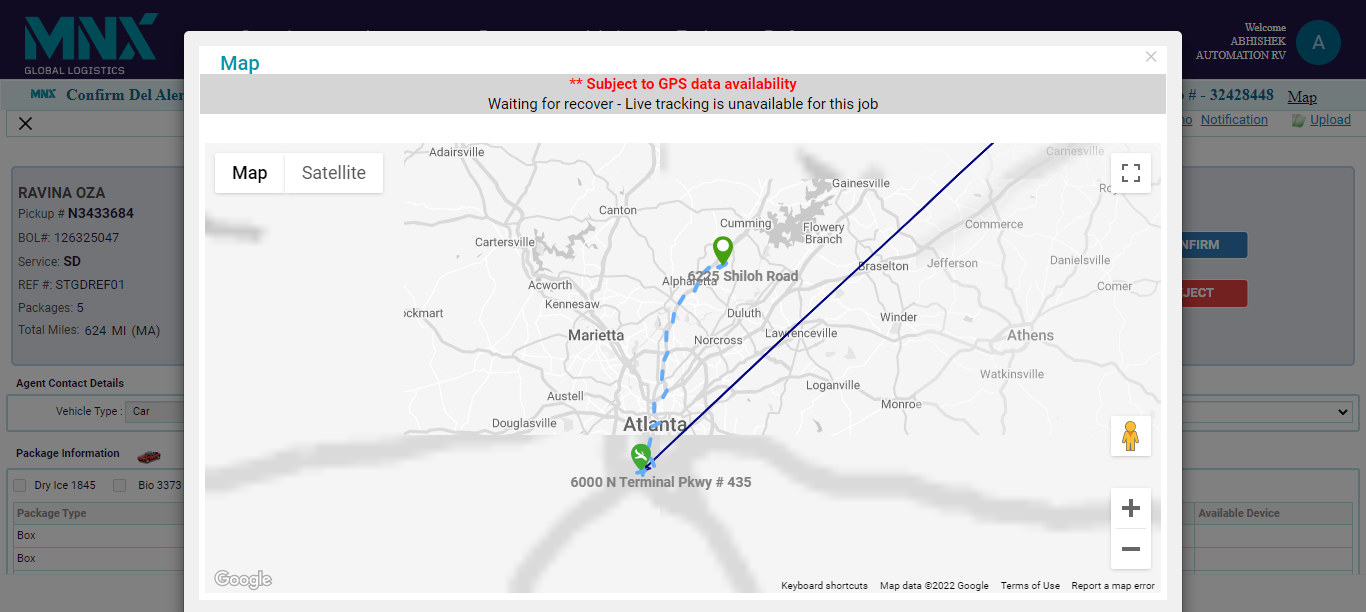 MNX
GLOBAL LOGISTICS
Welcome
ABHISHEK
AUTOMATION RV
A
MNX Confirm Del Aler
# - 32428448 Map
Notification Upload
Map
** Subject to GPS data availability
Waiting for recover - Live tracking is unavailable for this job
RAVINA OZA
Pickup # N3433684
BOL#: 126325047
Service: SD
REF #: STGDREF01
Packages: 5
Total Miles: 624 MI (MA)
Agent Contact Details
Vehicle Type : Car
Package Information
Dry Ice 1845 Bio 3373
Package Type
Box
Box
Map Satellite
Adairsville
Carnesville
Gainesville
Canton
Cumming
Commerce
Flowery
Branch
Cartersville
Danielsville
Braselton
Jefferson
6225 Shiloh Road
Alpharetta
Acworth
Comer
Kennesaw
ockmart
Duluth
Winder
Marietta
Lawrenceville
Athens
Norcross
Watkinsville
Loganville
Austell
Monroe
Douglasville
Atlanta
6000 N Terminal Pkwy # 435
Google
Keyboard shortcuts Map data ©2022 Google Terms of Use Report a map error
NFIRM
JECT
Available Device